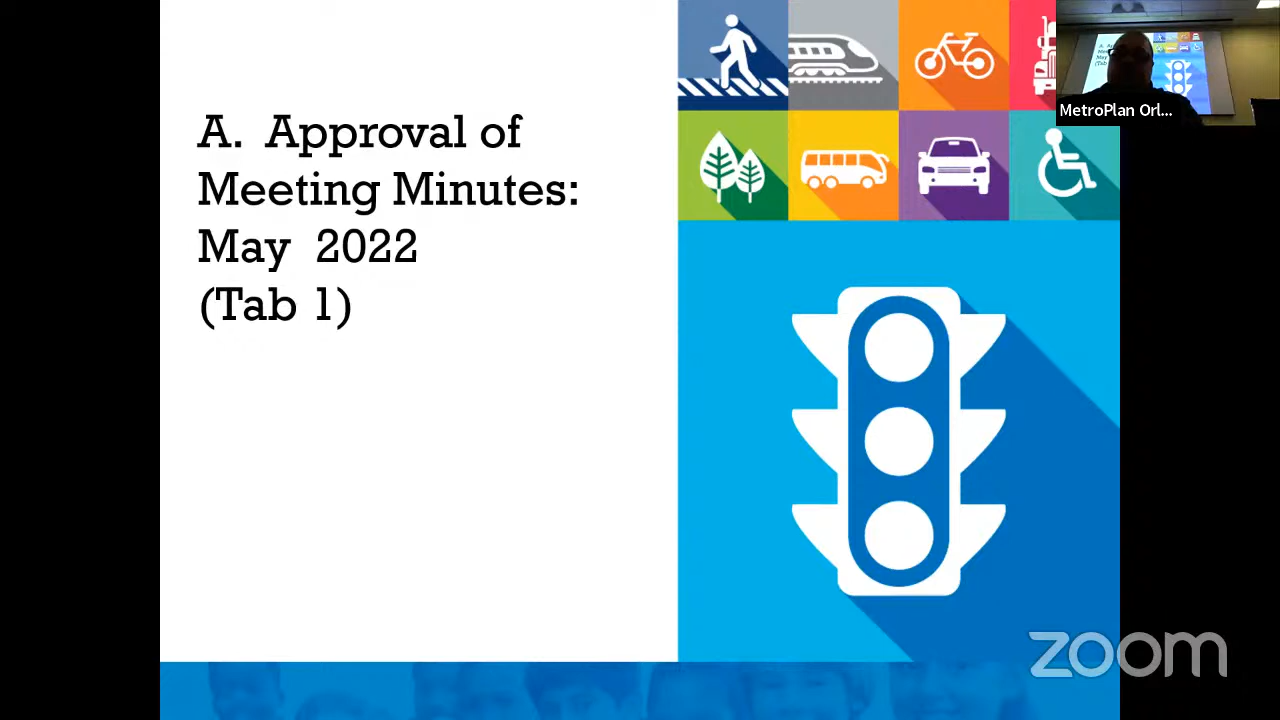 A. Approval of
Meeting Minutes:
May 2022
(Tab 1)
MetroPlan Orl...
zoom